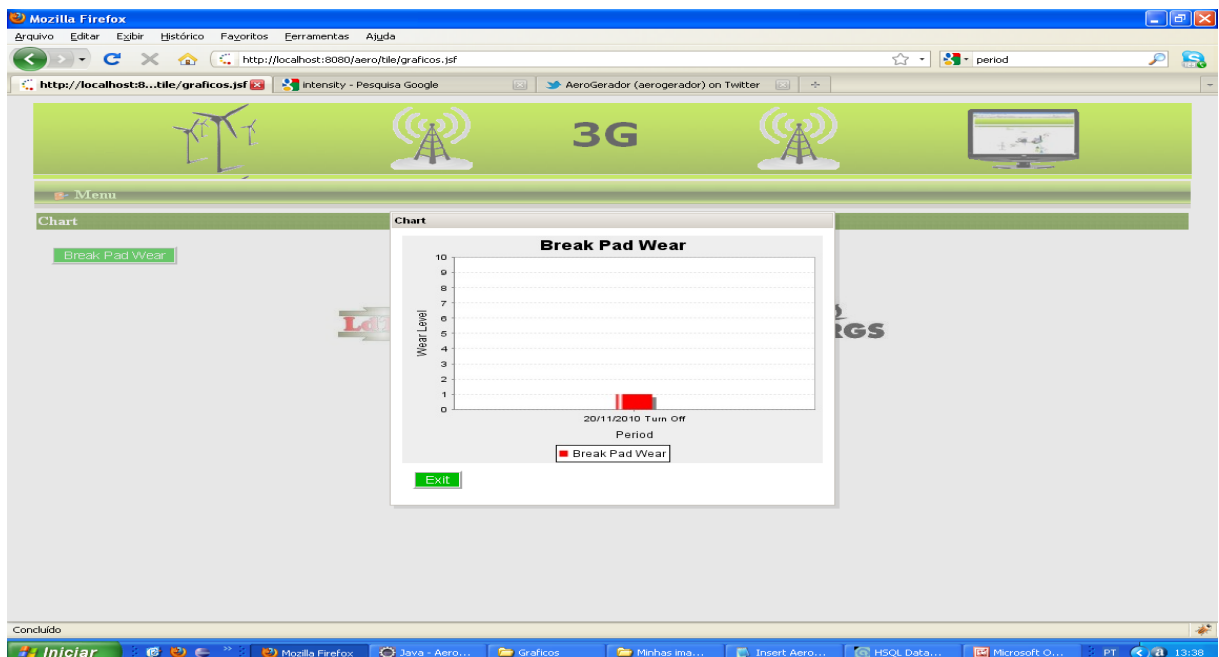 Mozilla Firefox
Arquivo Editar Exibir Histórico Favoritos Ferramentas Ajuda
http://localhost:8080/aero/tile/graficos.jsf
period
http://localhost:8...tile/graficos.jsf
intensity - Pesquisa Google
AeroGerador (aerogerador) on Twitter
3G
Menu
Chart
Break Pad Wear
Chart
Break Pad Wear
10
9
8
7
6
5
4
3
2
1
0
Wear Level
20/11/2010 Turn Off
Period
Break Pad Wear
Exit
RGS
Concluído
Iniciar
Mozilla Firefox
Java - Aero...
Graficos
Minhas ima...
Insert Aero...
HSQL Data...
Microsoft O...
PT
13:38